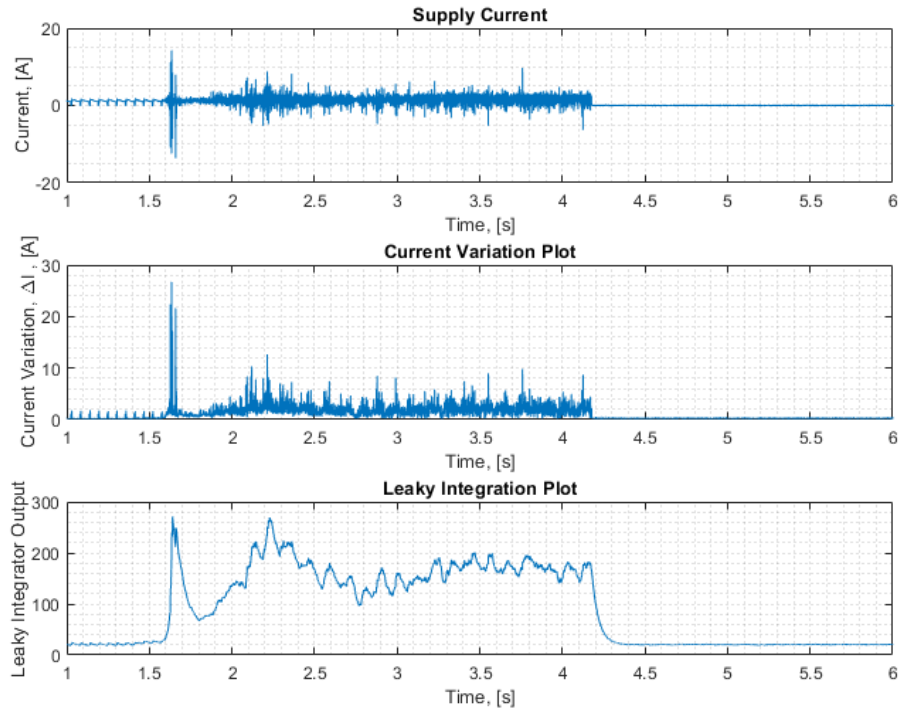 Supply Current
Current, [A]
20
0
-20
1 1.5 2 2.5 3 3.5 4 4.5 5 5.5 6
Time, [s]
Current Variation Plot
Current Variation, ΔI , [A]
30
20
10
0
1 1.5 2 2.5 3 3.5 4 4.5 5 5.5 6
Time, [s]
Leaky Integration Plot
Leaky Integrator Output
300
200
100
0
1 1.5 2 2.5 3 3.5 4 4.5 5 5.5 6
Time, [s]